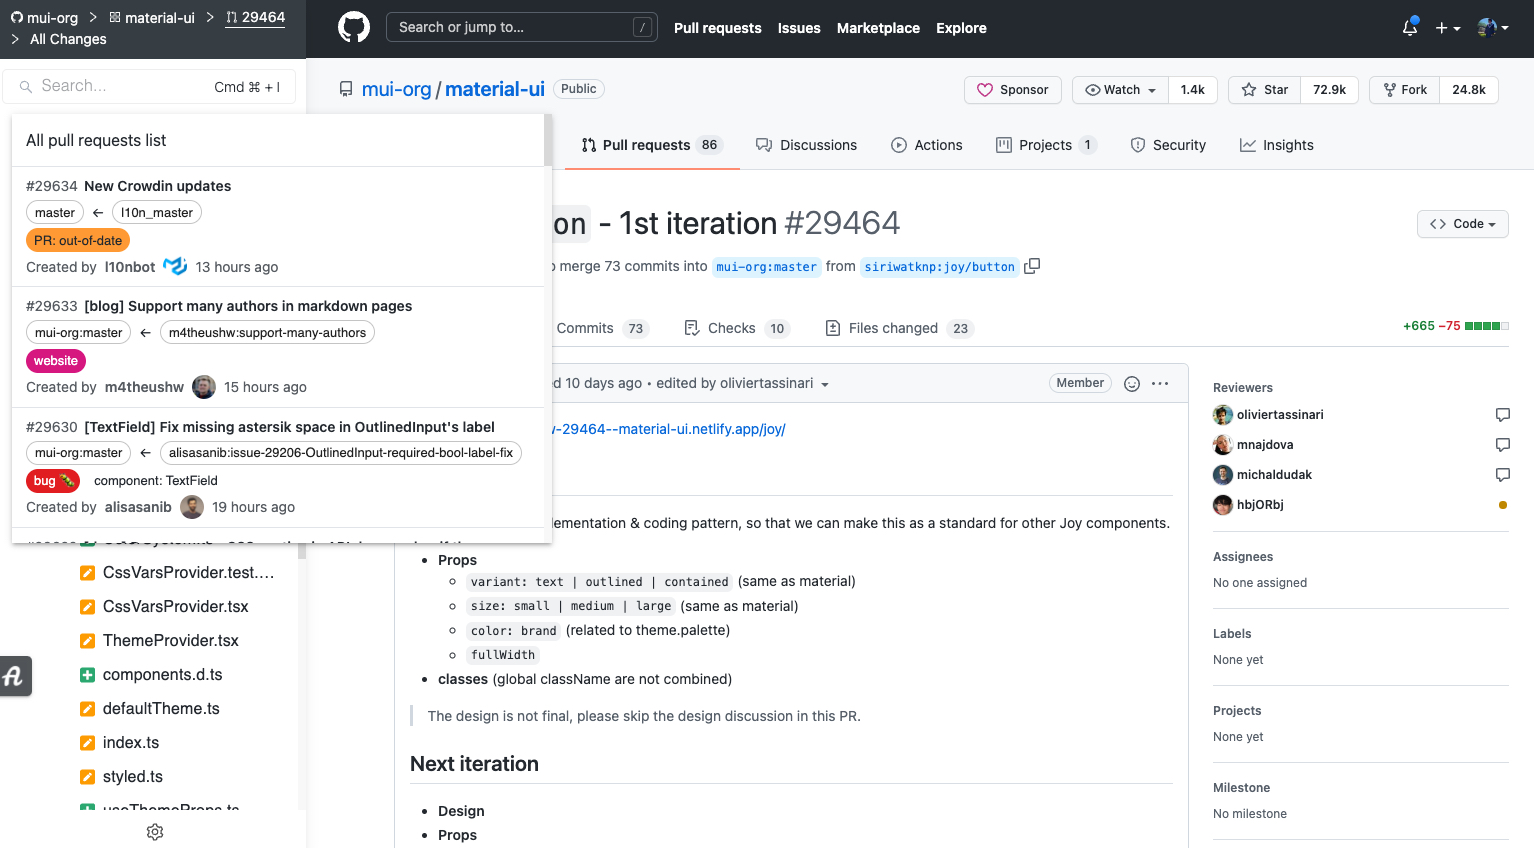 mui-org > material-ui > 29464
> All Changes
Search or jump to... /
Pull requests Issues Marketplace Explore
Search... Cmd ⌘ + I
mui-org / material-ui Public
Sponsor
Watch 1.4k
Star 72.9k
Fork 24.8k
Pull requests 86
Discussions
Actions
Projects 1
Security
Insights
All pull requests list
#29634 New Crowdin updates
master ← l10n_master
PR: out-of-date
Created by l10nbot 13 hours ago
#29633 [blog] Support many authors in markdown pages
mui-org:master ← m4theushw:support-many-authors
website
Created by m4theushw 15 hours ago
#29630 [TextField] Fix missing astersik space in OutlinedInput's label
mui-org:master ← alisasanib:issue-29206-OutlinedInput-required-bool-label-fix
bug 🐛 component: TextField
Created by alisasanib 19 hours ago
CssVarsProvider.test....
CssVarsProvider.tsx
ThemeProvider.tsx
components.d.ts
defaultTheme.ts
index.ts
styled.ts
useThemeProps.ts
on - 1st iteration #29464
Code
merge 73 commits into mui-org:master from siriwatknp:joy/button
Commits 73
Checks 10
Files changed 23
+665 −75
10 days ago • edited by oliviertassinari
Member
-29464--material-ui.netlify.app/joy/
ementation & coding pattern, so that we can make this as a standard for other Joy components.
• Props
variant: text | outlined | contained (same as material)
size: small | medium | large (same as material)
color: brand (related to theme.palette)
fullWidth
• classes (global className are not combined)
The design is not final, please skip the design discussion in this PR.
Next iteration
• Design
• Props
Reviewers
oliviertassinari
mnajdova
michaldudak
hbjORbj
Assignees
No one assigned
Labels
None yet
Projects
None yet
Milestone
No milestone